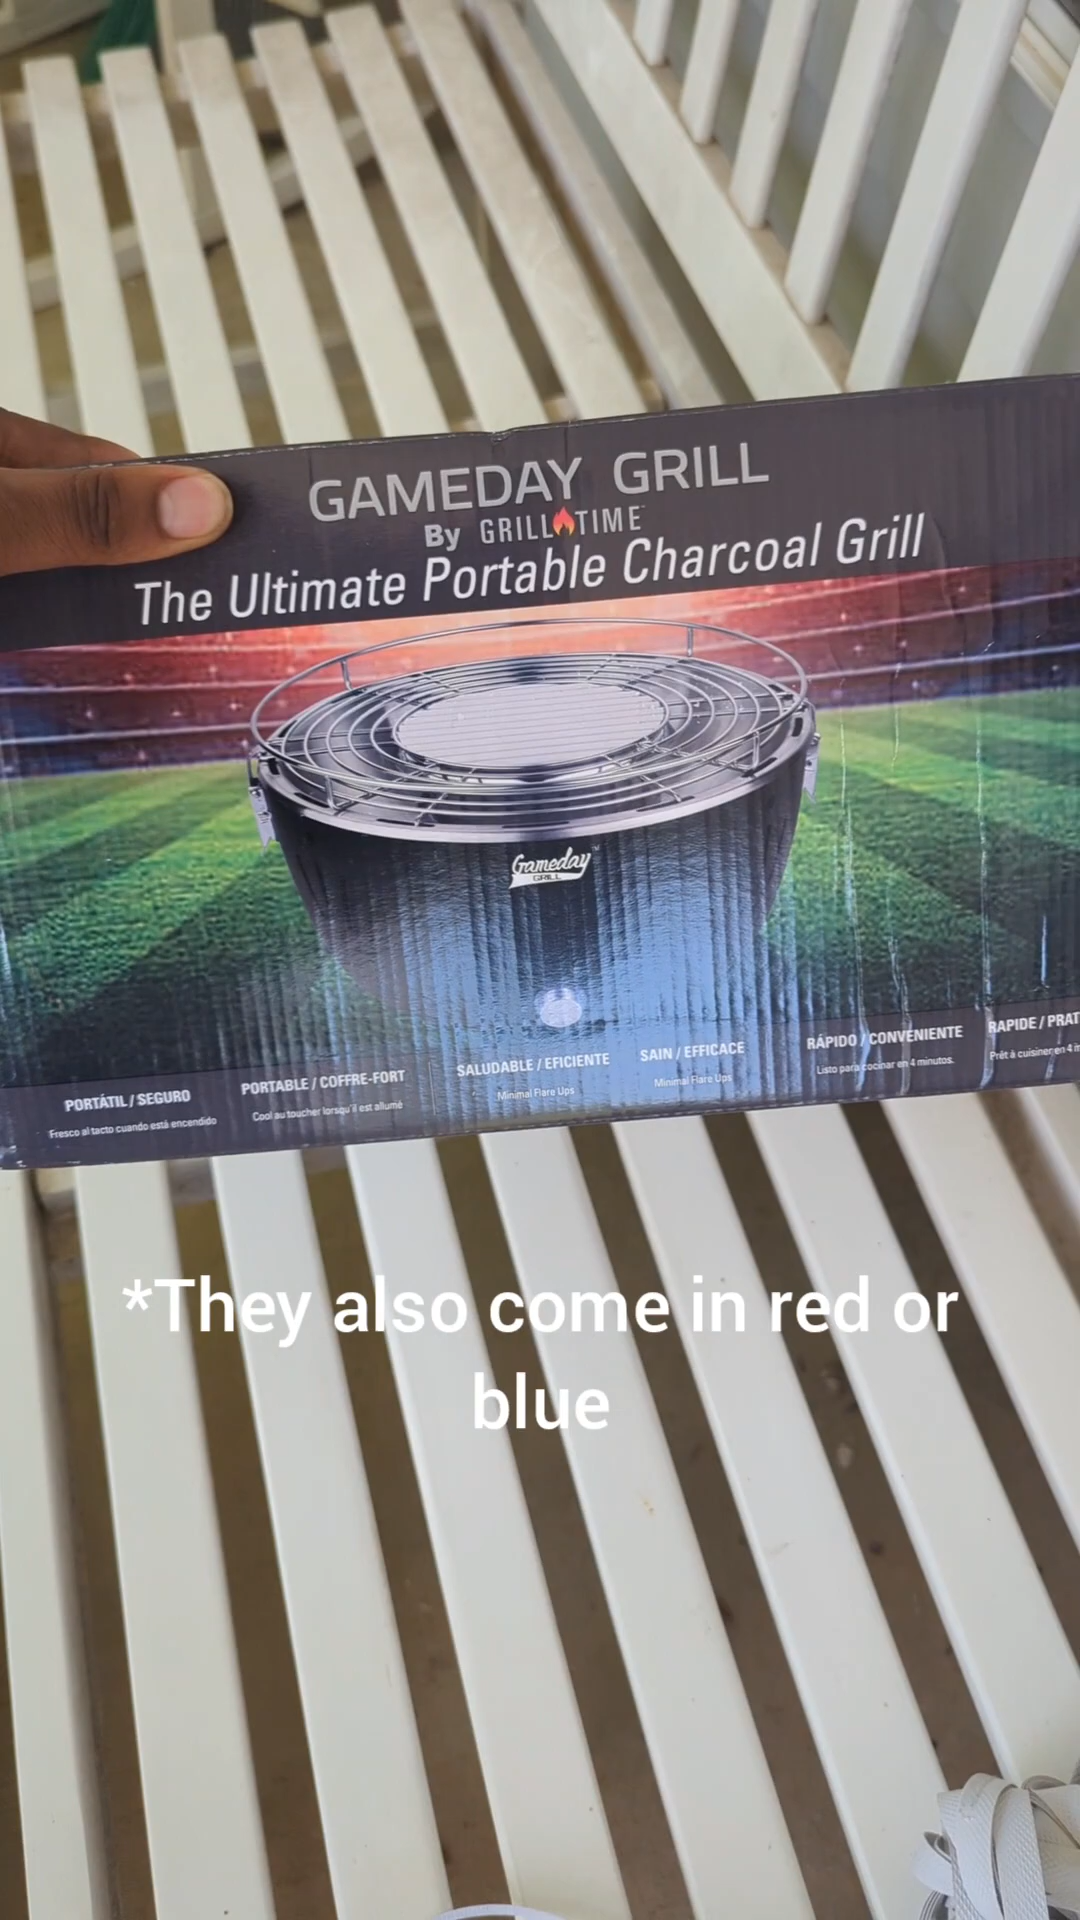 GAMEDAY GRILL
By GRILL TIME
The Ultimate Portable Charcoal Grill
Gameday
GRILL
PORTÁTIL / SEGURO
Fresco al tacto cuando está encendido
PORTABLE / COFFRE-FORT
Cool au toucher lorsqu'il est allumé
SALUDABLE / EFICIENTE
Minimal Flare Ups
SAIN / EFFICACE
Minimal Flare Ups
RÁPIDO / CONVENIENTE
Listo para cocinar en 4 minutos.
RAPIDE / PRAT
Prêt à cuisiner en 4
*They also come in red or
blue